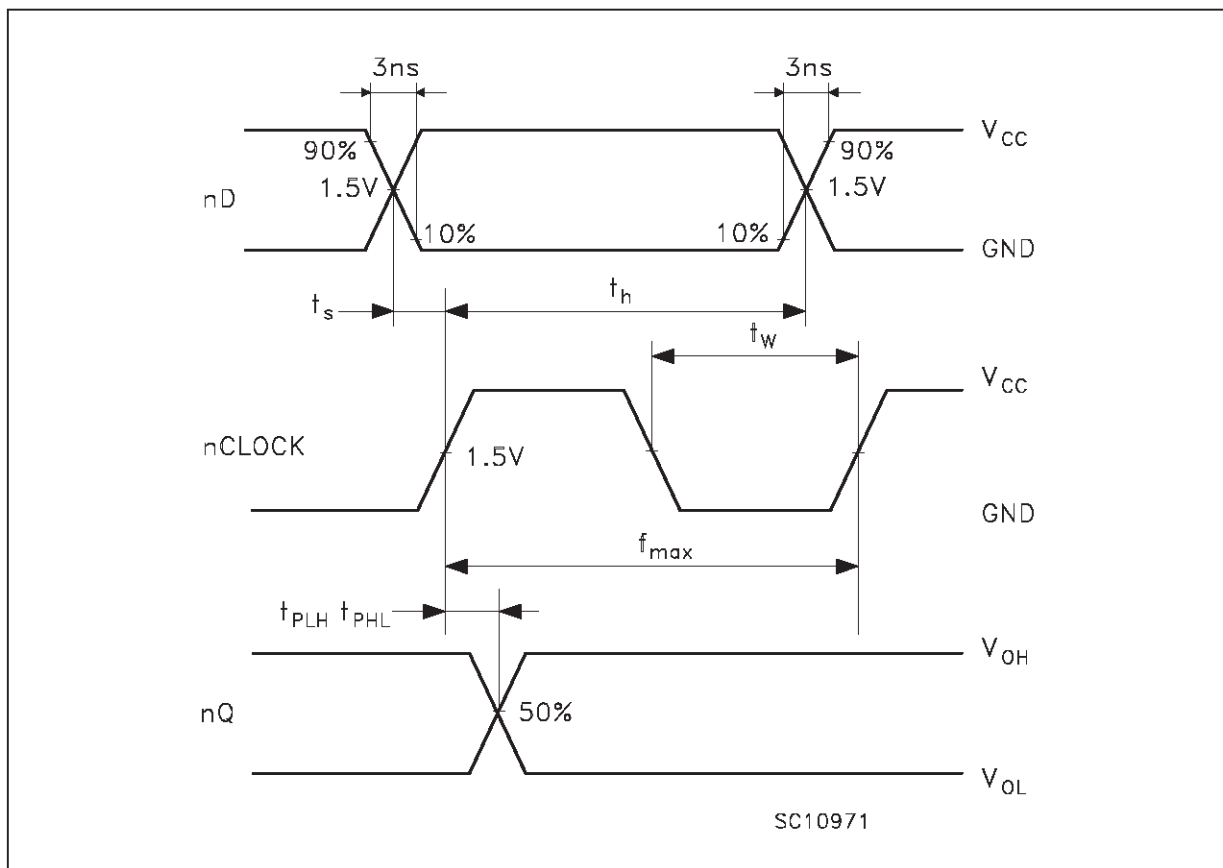 3ns 3ns
V_CC
90% 90%
nD 1.5V 1.5V
10% 10%
GND
t_s t_h
t_W
V_CC
nCLOCK
1.5V
GND
f_max
t_PLH t_PHL
V_OH
nQ 50%
V_OL
SC10971